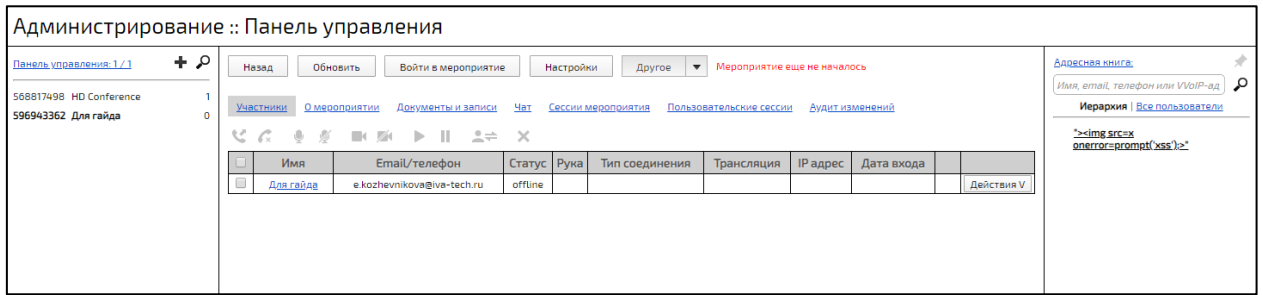 Администрирование :: Панель управления
Панель управления: 1 / 1
568817498 HD Conference 1
596943362 Для гайда 0
Назад Обновить Войти в мероприятие Настройки Другое Мероприятие еще не началось
Участники О мероприятии Документы и записи Чат Сессии мероприятия Пользовательские сессии Аудит изменений
Имя Email/телефон Статус Рука Тип соединения Трансляция IP адрес Дата входа
Для гайда e.kozhevnikova@iva-tech.ru offline Действия V
Адресная книга:
Имя, email, телефон или VVoIP-ад
Иерархия | Все пользователи
"><img src=x
onerror=prompt('xss');>"